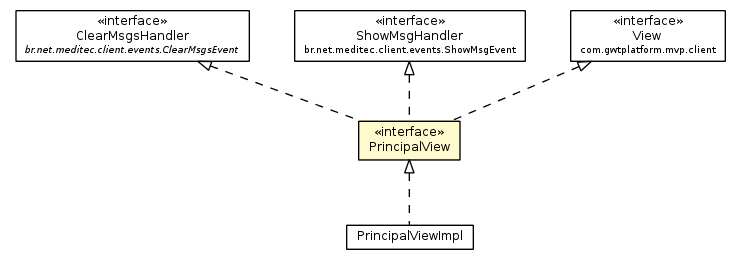 «interface»
ClearMsgsHandler
br.net.meditec.client.events.ClearMsgsEvent
«interface»
ShowMsgHandler
br.net.meditec.client.events.ShowMsgEvent
«interface»
View
com.gwtplatform.mvp.client
«interface»
PrincipalView
PrincipalViewImpl